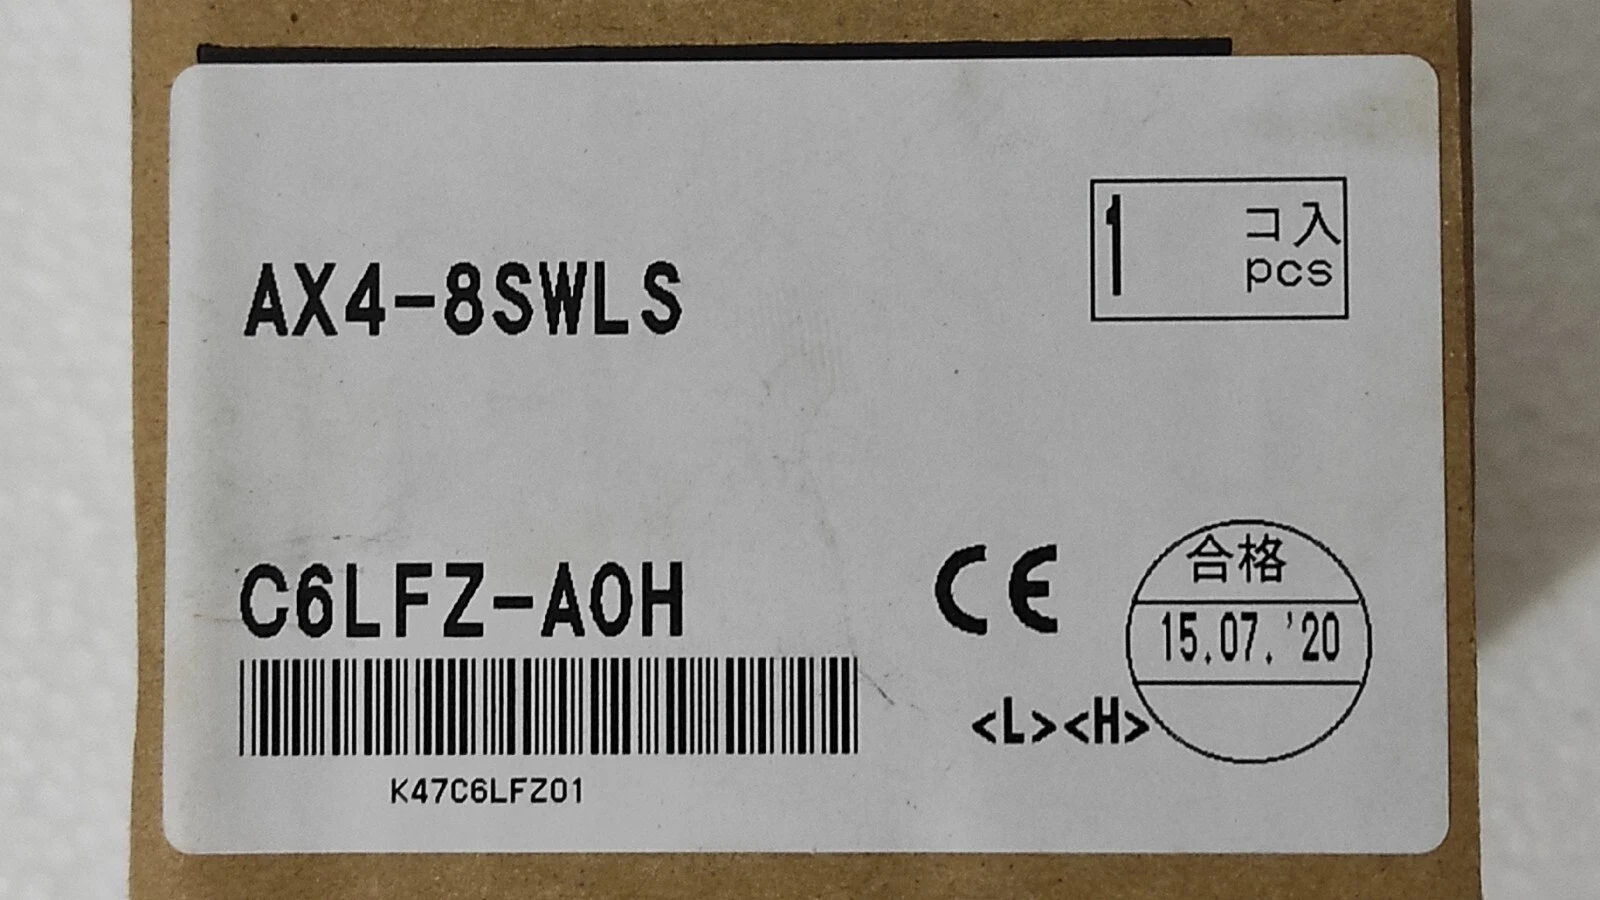 1 コ入
pcs
AX4-8SWLS
C6LFZ-A0H
CE
合格
15.07.'20
<L><H>
K47C6LFZ01